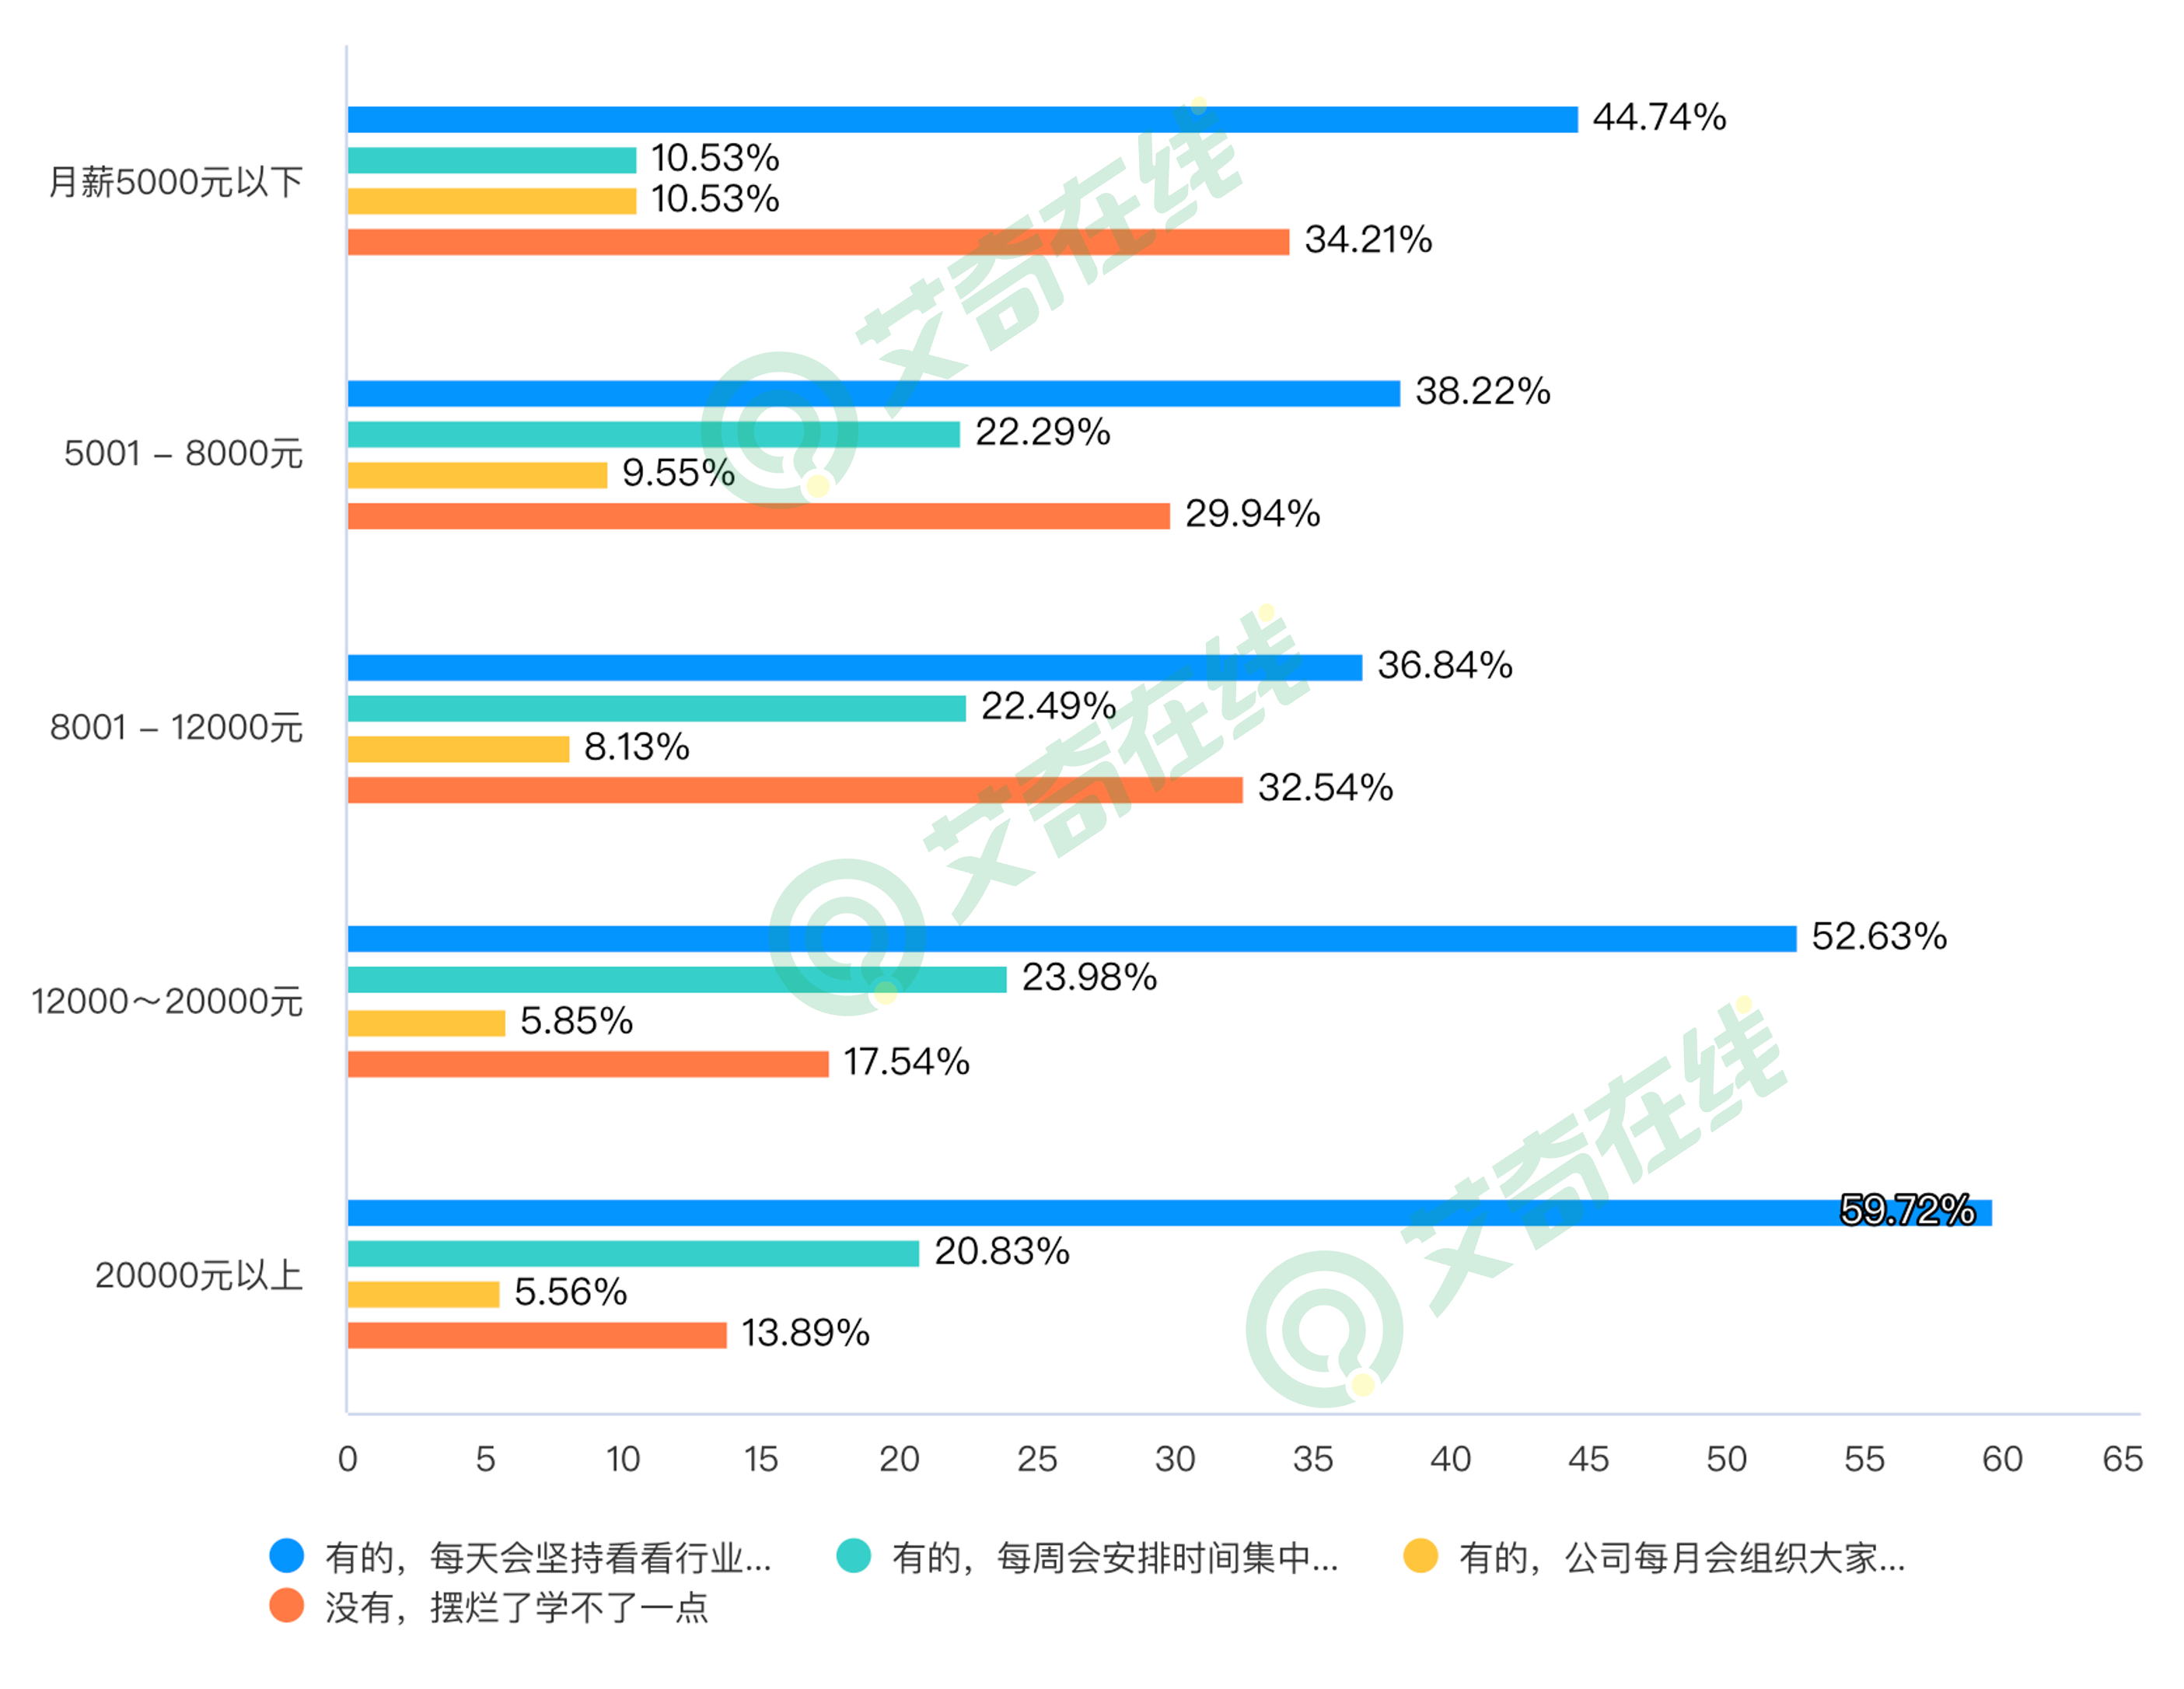 44.74%
10.53%
月薪5000元以下
10.53%
34.21%
38.22%
22.29%
5001 – 8000元
9.55%
29.94%
36.84%
22.49%
8001 – 12000元
8.13%
32.54%
52.63%
23.98%
12000～20000元
5.85%
17.54%
59.72%
20.83%
20000元以上
5.56%
13.89%
0 5 10 15 20 25 30 35 40 45 50 55 60 65
有的，每天会坚持看看行业... 有的，每周会安排时间集中... 有的，公司每月会组织大家...
没有，摆烂了学不了一点
艾奇在线
艾奇在线
艾奇在线